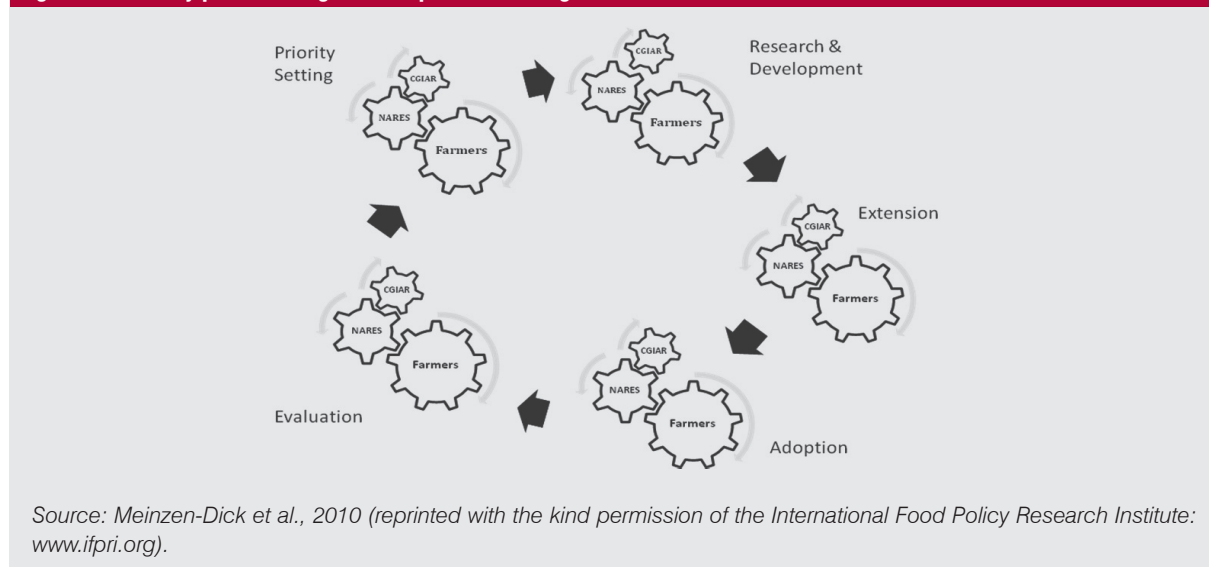 Priority
Setting
CGIAR
NARES
Farmers
Research &
Development
CGIAR
NARES
Farmers
Extension
CGIAR
NARES
Farmers
Adoption
CGIAR
NARES
Farmers
Evaluation
CGIAR
NARES
Farmers
Source: Meinzen-Dick et al., 2010 (reprinted with the kind permission of the International Food Policy Research Institute:
www.ifpri.org).